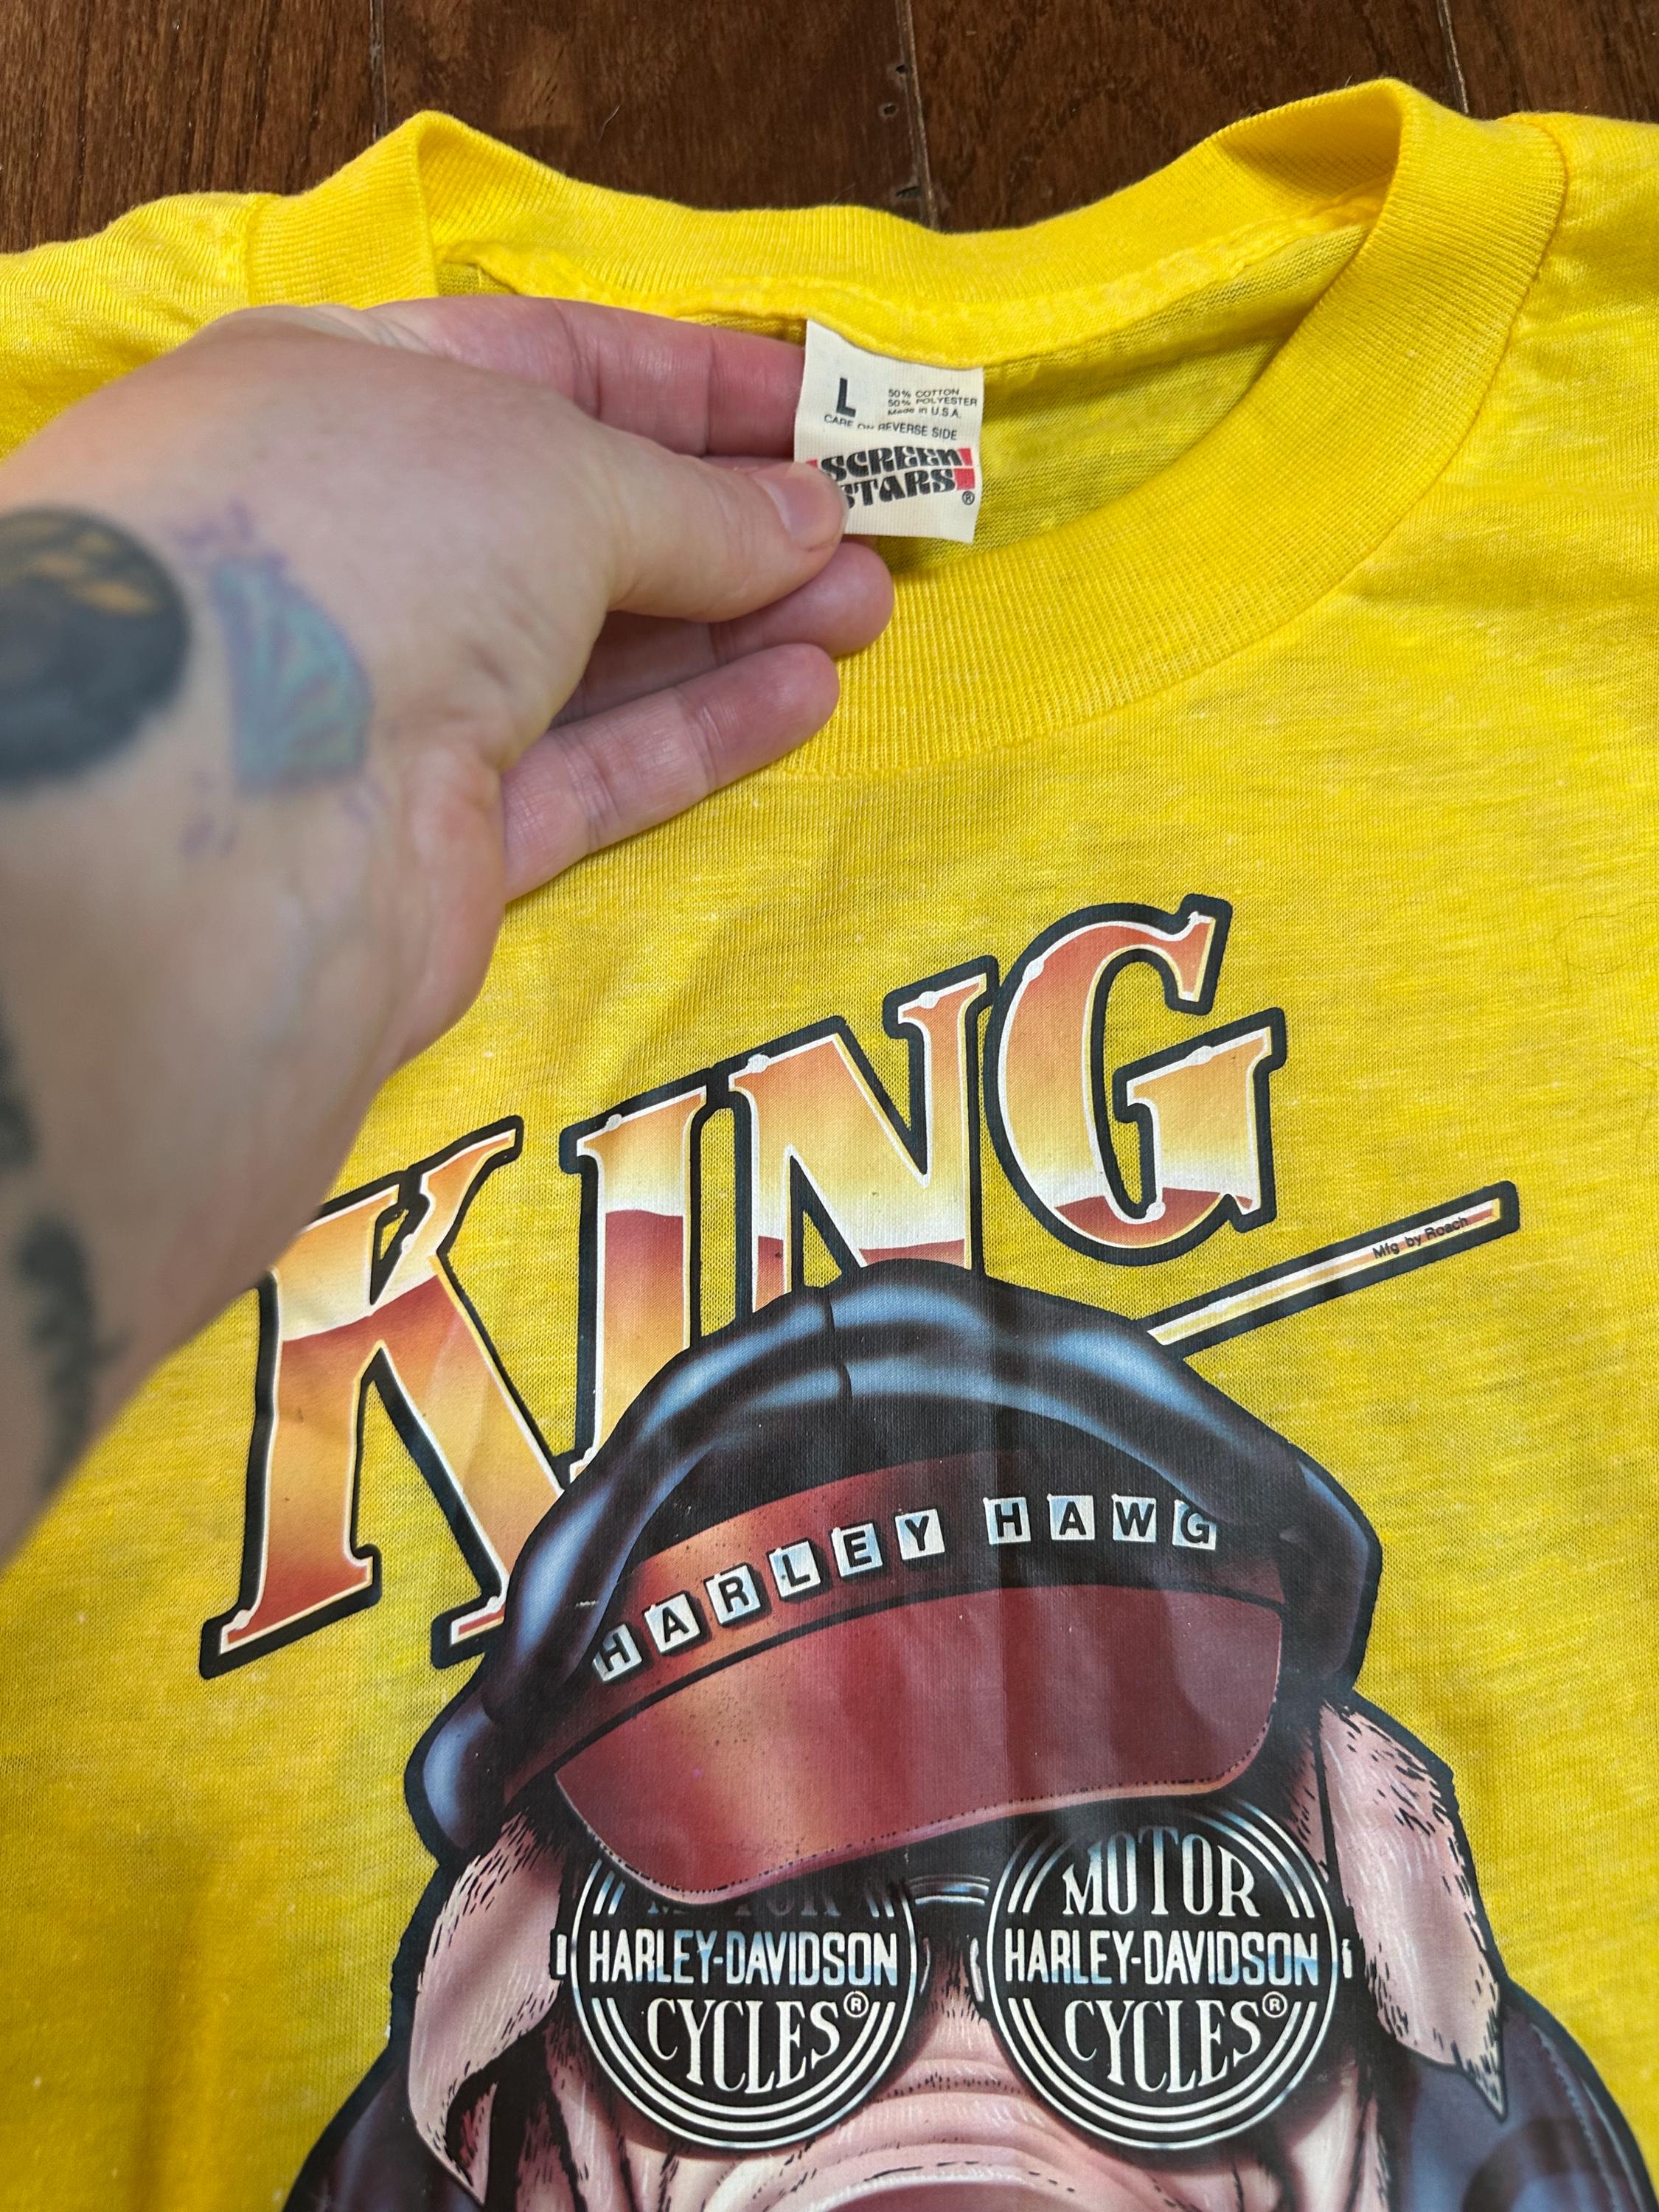 L
50% COTTON
50% POLYESTER
Made in U.S.A.
CARE ON REVERSE SIDE
SCREEN
STARS®
KING
Mfg by Roach
HARLEY HAWG
MOTOR
HARLEY-DAVIDSON
CYCLES®
MOTOR
HARLEY-DAVIDSON
CYCLES®